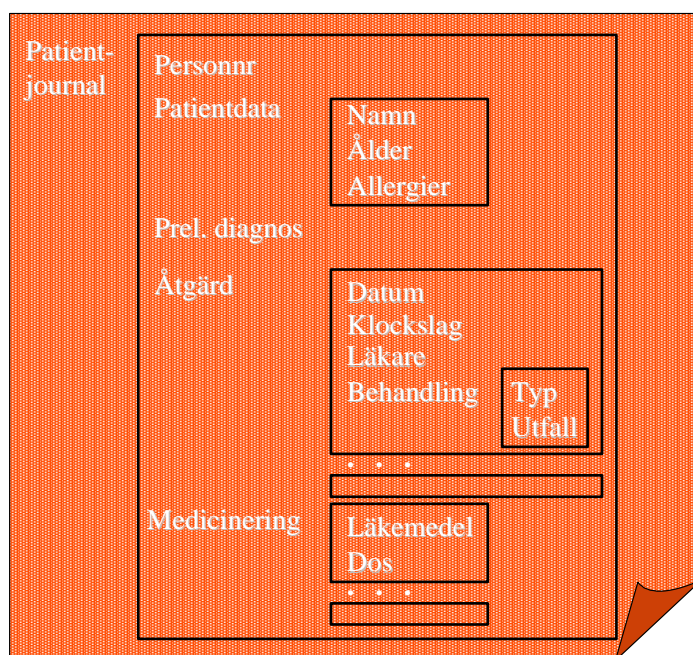 Patient-
journal
Personnr
Patientdata
Namn
Ålder
Allergier
Prel. diagnos
Åtgärd
Datum
Klockslag
Läkare
Behandling
Typ
Utfall
. . .
Medicinering
Läkemedel
Dos
. . .